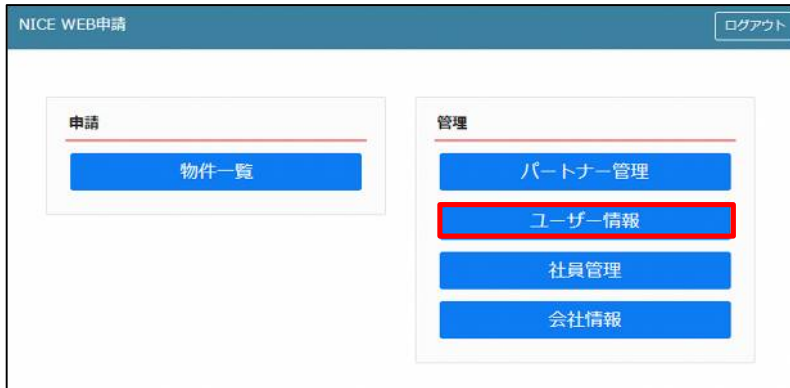 NICE WEB申請
ログアウト
申請
物件一覧
管理
パートナー管理
ユーザー情報
社員管理
会社情報